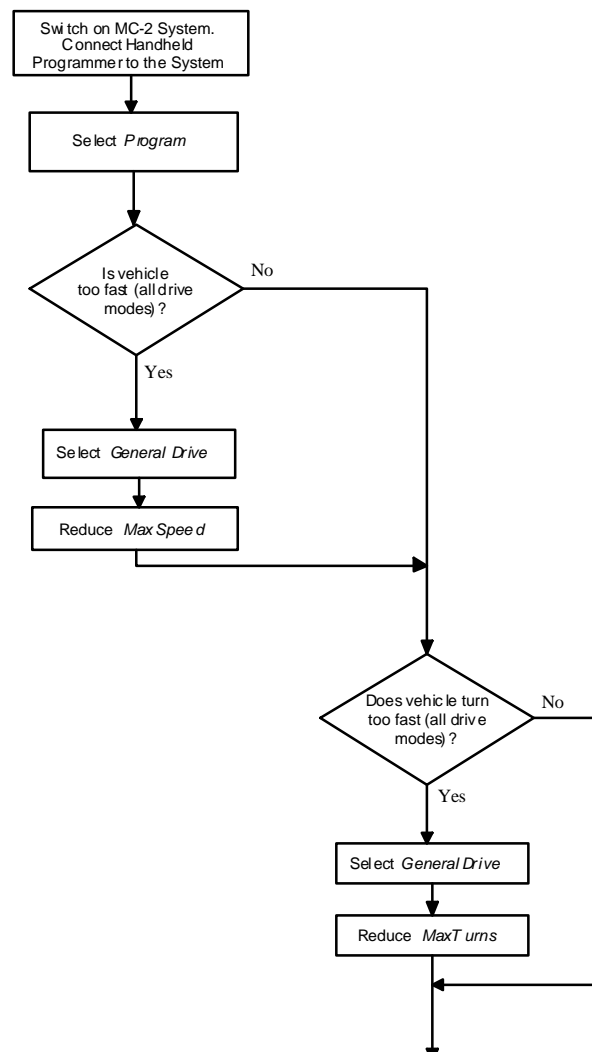 Switch on MC-2 System.
Connect Handheld
Programmer to the System
Select Program
Is vehicle
too fast (all drive
modes) ?
No
Yes
Select General Drive
Reduce Max Speed
Does vehicle turn
too fast (all drive
modes) ?
No
Yes
Select General Drive
Reduce MaxTurns